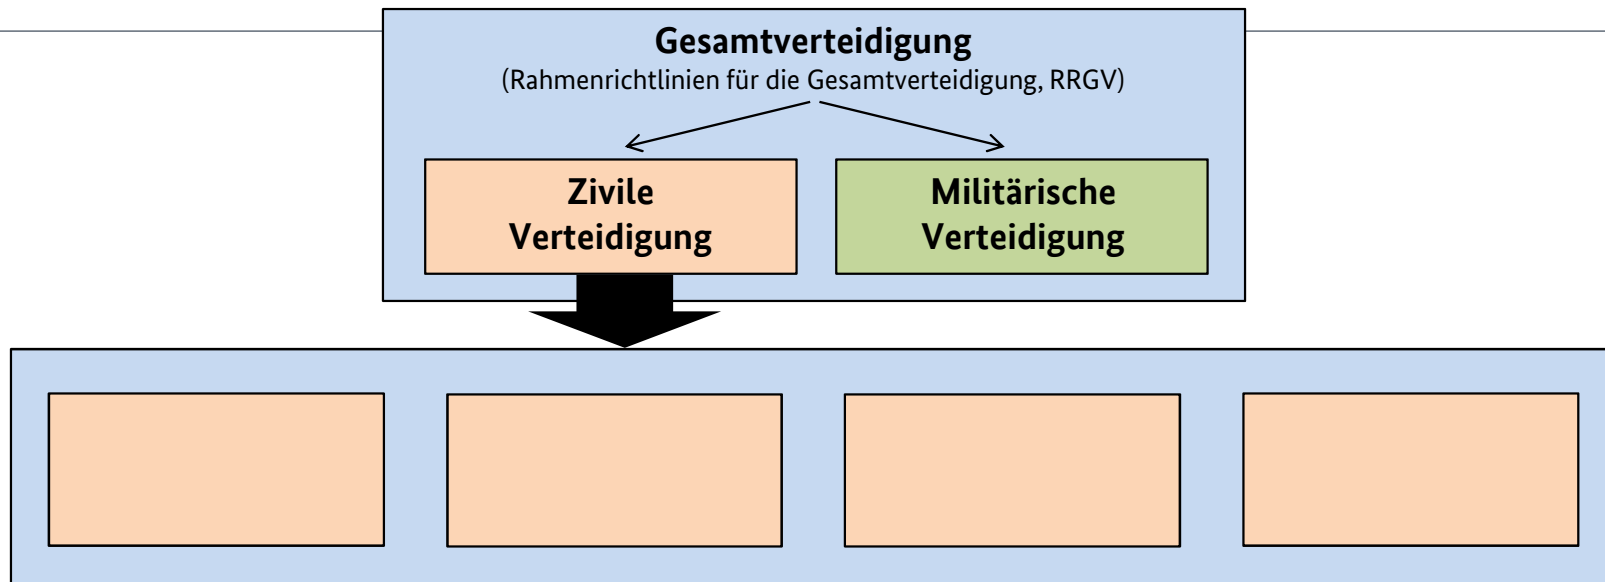 Gesamtverteidigung
(Rahmenrichtlinien für die Gesamtverteidigung, RRGV)
Zivile
Verteidigung
Militärische
Verteidigung